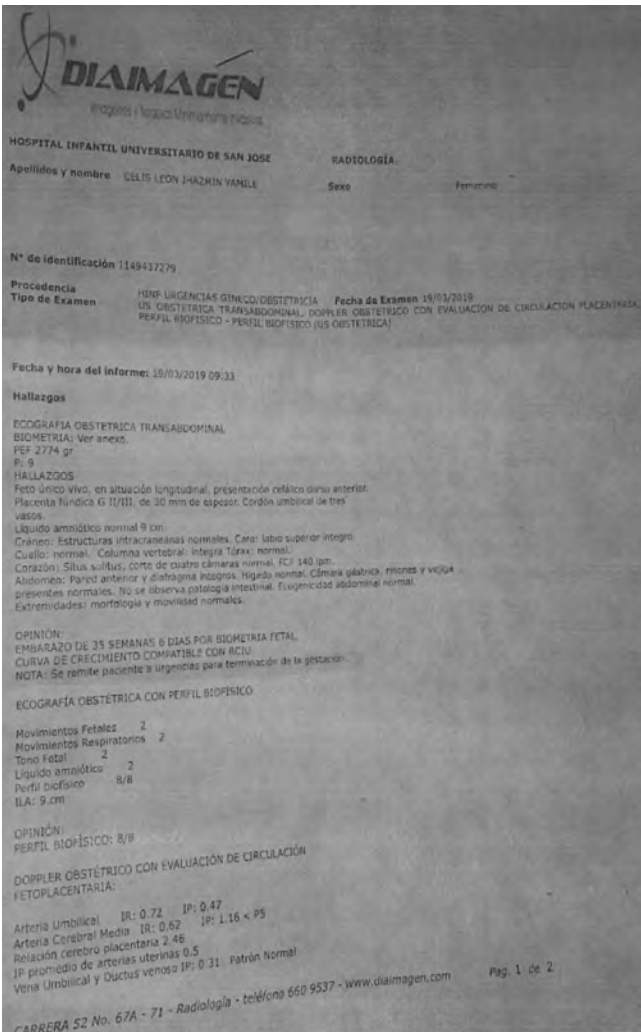 DIAIMAGEN
HOSPITAL INFANTIL UNIVERSITARIO DE SAN JOSE
RADIOLOGÍA.
Apellidos y nombre CELIS LEON JHAZMIN YAMILE
Sexo Femenino
N° de identificación 1149437279
Procedencia HINF URGENCIAS GINECO/OBSTETRICIA Fecha de Examen 19/03/2019
Tipo de Examen US OBSTETRICA TRANSABDOMINAL, DOPPLER OBSTETRICO CON EVALUACION DE CIRCULACION PLACENTARIA,
PERFIL BIOFISICO - PERFIL BIOFISICO (US OBSTETRICA)
Fecha y hora del informe: 19/03/2019 09:33
Hallazgos
ECOGRAFIA OBSTETRICA TRANSABDOMINAL
BIOMETRIA: Ver anexo.
PEF 2774 gr
P: 9
HALLAZGOS
Feto único vivo, en situación longitudinal, presentación cefálico dorso anterior.
Placenta fúndica G II/III, de 30 mm de espesor. Cordón umbilical de tres
vasos.
Líquido amniótico normal 9 cm.
Cráneo: Estructuras intracraneanas normales. Cara: labio superior integro.
Cuello: normal. Columna vertebral: integra Tórax: normal.
Corazón: Situs solitus, corte de cuatro cámaras normal. FCF 140 lpm.
Abdomen: Pared anterior y diafragma integros. Hígado normal. Cámara gástrica, riñones y vejiga
presentes normales. No se observa patología intestinal. Ecogenicidad abdominal normal.
Extremidades: morfología y movilidad normales.
OPINIÓN:
EMBARAZO DE 35 SEMANAS 6 DIAS POR BIOMETRIA FETAL.
CURVA DE CRECIMIENTO COMPATIBLE CON RCIU
NOTA: Se remite paciente a urgencias para terminación de la gestación.
ECOGRAFÍA OBSTÉTRICA CON PERFIL BIOFÍSICO
Movimientos Fetales 2
Movimientos Respiratorios 2
Tono Fetal 2
Liquido amniótico 2
Perfil biofísico 8/8
ILA: 9 cm
OPINIÓN:
PERFIL BIOFÍSICO: 8/8
DOPPLER OBSTÉTRICO CON EVALUACIÓN DE CIRCULACIÓN
FETOPLACENTARIA:
Arteria Umbilical IR: 0.72 IP: 0.47
Arteria Cerebral Media IR: 0.62 IP: 1.16 < P5
Relación cerebro placentaria 2.46
IP promedio de arterias uterinas 0.5
Vena Umbilical y Ductus venoso IP: 0.31 Patrón Normal
CARRERA 52 No. 67A - 71 - Radiología - teléfono 660 9537 - www.diaimagen.com Pag. 1 de 2